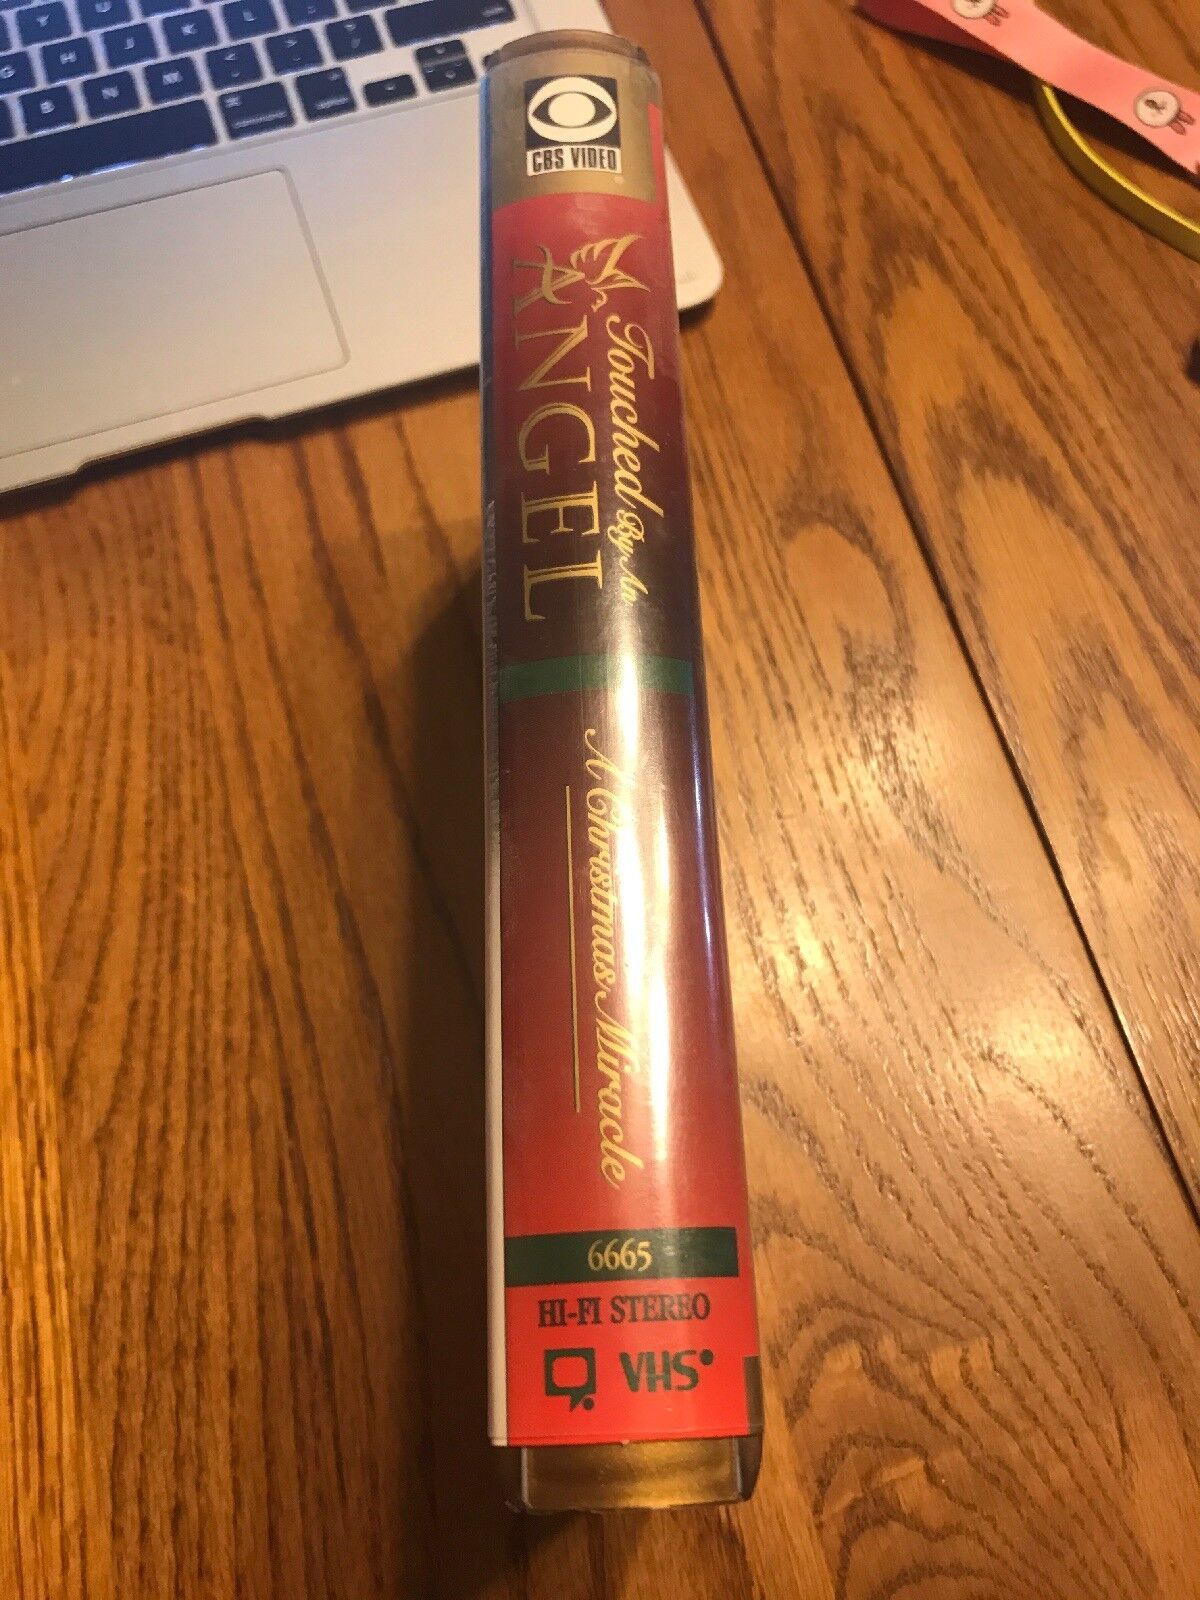 CBS VIDEO
Touched By An
ANGEL
A Christmas Miracle
6665
HI-FI STEREO
VHS